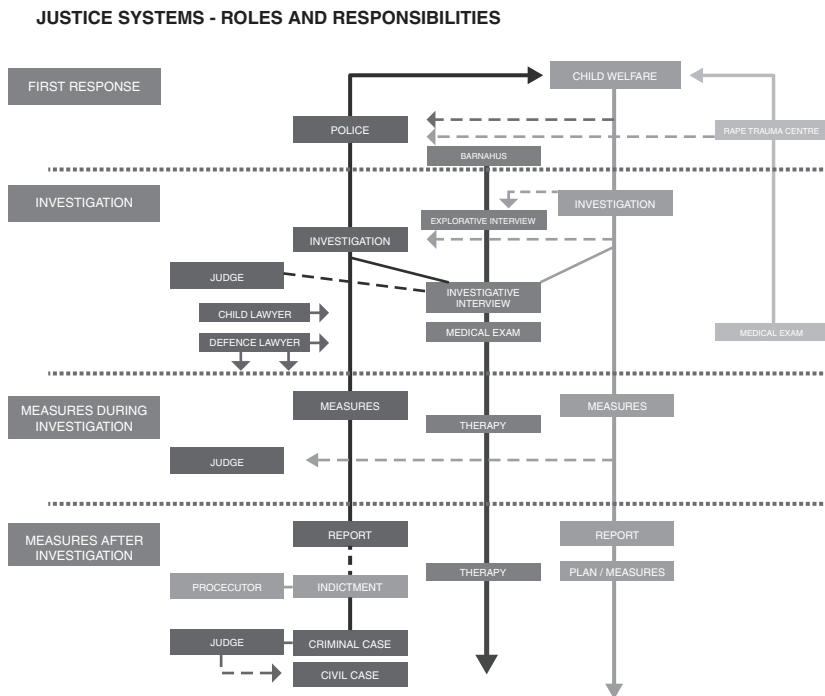 JUSTICE SYSTEMS - ROLES AND RESPONSIBILITIES
FIRST RESPONSE
CHILD WELFARE
POLICE
RAPE TRAUMA CENTRE
BARNAHUS
INVESTIGATION
INVESTIGATION
EXPLORATIVE INTERVIEW
INVESTIGATION
JUDGE
INVESTIGATIVE
INTERVIEW
CHILD LAWYER
MEDICAL EXAM
MEDICAL EXAM
DEFENCE LAWYER
MEASURES DURING
INVESTIGATION
MEASURES
MEASURES
THERAPY
JUDGE
MEASURES AFTER
INVESTIGATION
REPORT
REPORT
THERAPY
PLAN / MEASURES
PROCECUTOR
INDICTMENT
JUDGE
CRIMINAL CASE
CIVIL CASE